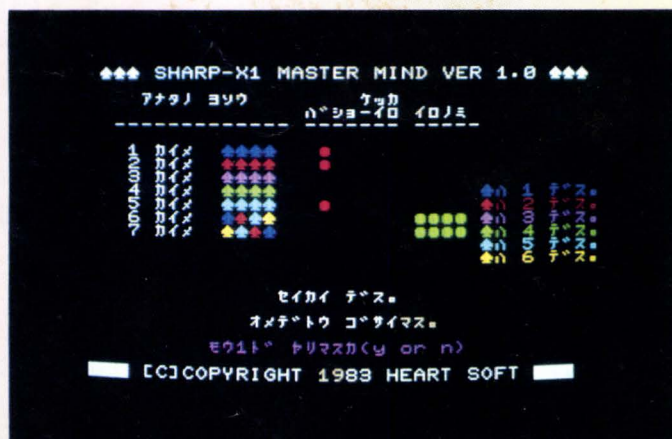 ♠♠♠ SHARP-X1 MASTER MIND VER 1.0 ♠♠♠
アナタノ ヨソウ ケッカ
バショーイロ イロノミ
1 カイメ ♠♠♠♠
2 カイメ ♠♠♠♠
3 カイメ ♠♠♠♠
4 カイメ ♠♠♠♠
5 カイメ ♠♠♠♠
6 カイメ ♠♠♠♠
7 カイメ ♠♠♠♠
♠ハ 1 デス。
♠ハ 2 デス。
♠ハ 3 デス。
♠ハ 4 デス。
♠ハ 5 デス。
♠ハ 6 デス。
セイカイ デス。
オメデトウ ゴザイマス。
モウ1ド ヤリマスカ(y or n)
[C]COPYRIGHT 1983 HEART SOFT